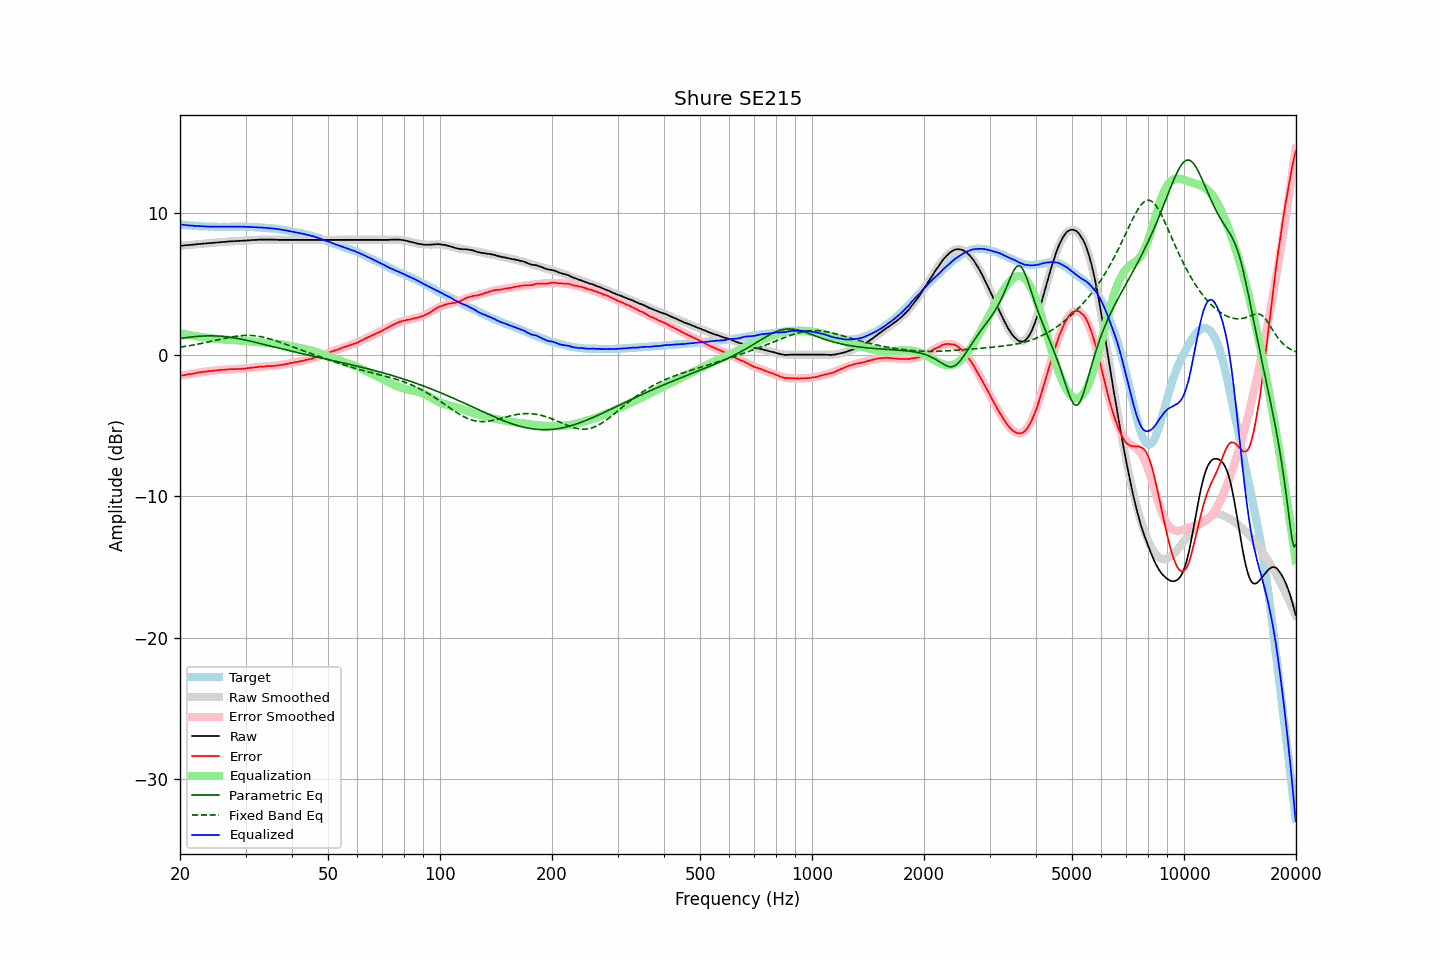 Shure SE215
Amplitude (dBr)
10
0
−10
−20
−30
Target
Raw Smoothed
Error Smoothed
Raw
Error
Equalization
Parametric Eq
Fixed Band Eq
Equalized
20 50 100 200 500 1000 2000 5000 10000 20000
Frequency (Hz)